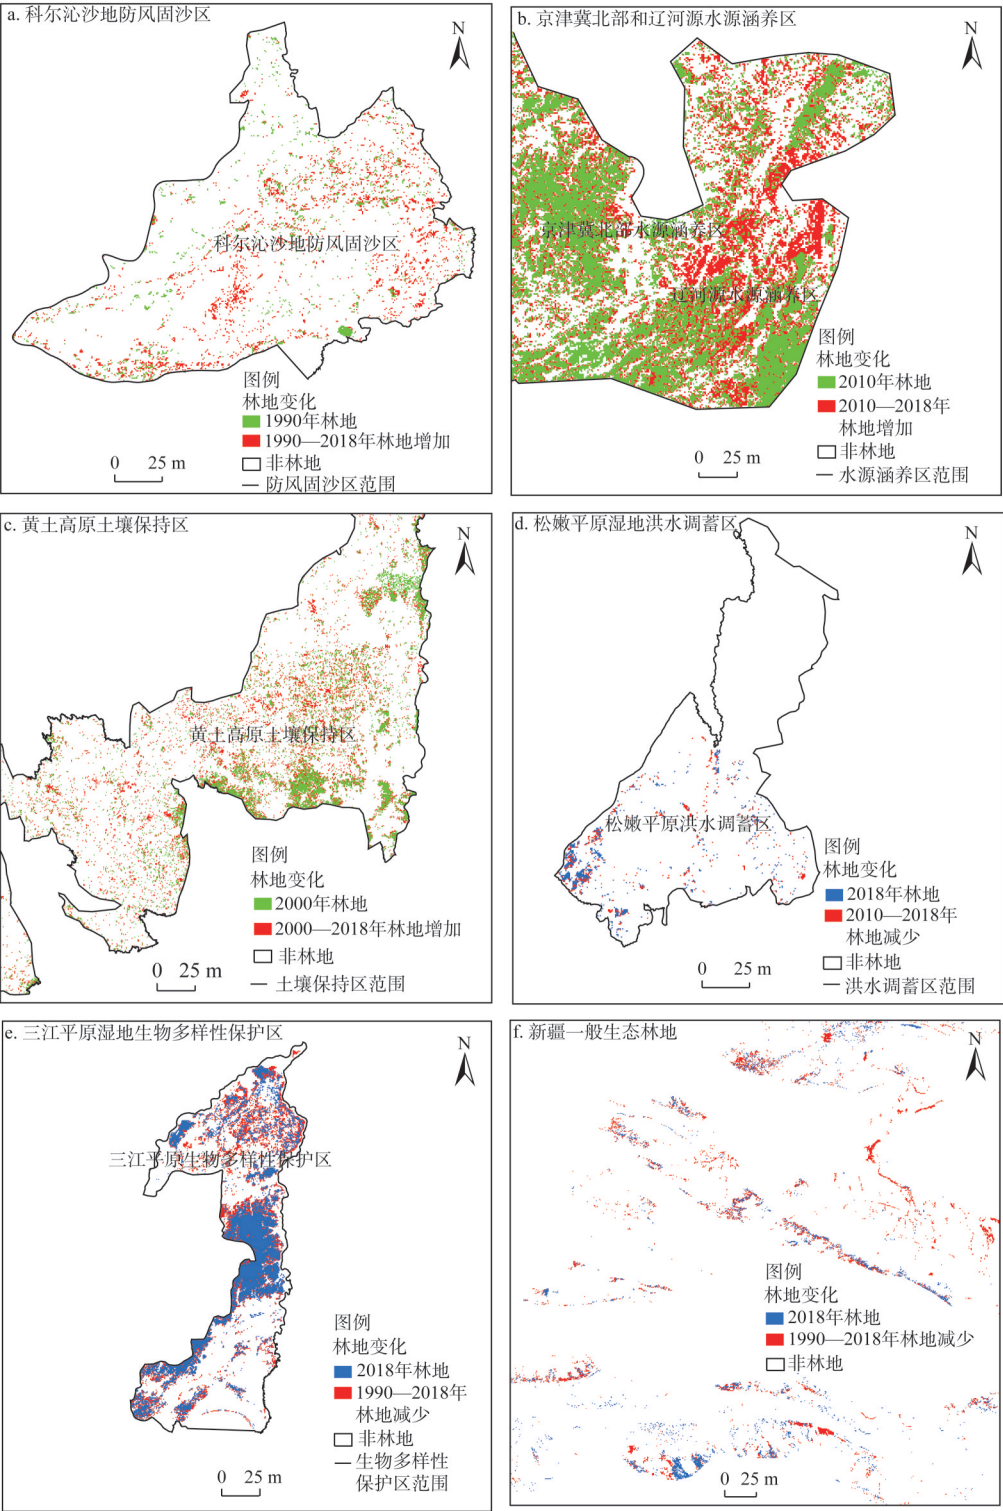 a. 科尔沁沙地防风固沙区
N
科尔沁沙地防风固沙区
图例
林地变化
1990年林地
1990—2018年林地增加
非林地
防风固沙区范围
0 25 m
b. 京津冀北部和辽河源水源涵养区
N
京津冀北部水源涵养区
辽河源水源涵养区
图例
林地变化
2010年林地
2010—2018年
林地增加
非林地
水源涵养区范围
0 25 m
c. 黄土高原土壤保持区
N
黄土高原土壤保持区
图例
林地变化
2000年林地
2000—2018年林地增加
非林地
土壤保持区范围
0 25 m
d. 松嫩平原湿地洪水调蓄区
N
松嫩平原洪水调蓄区
图例
林地变化
2018年林地
2010—2018年
林地减少
非林地
洪水调蓄区范围
0 25 m
e. 三江平原湿地生物多样性保护区
N
三江平原生物多样性保护区
图例
林地变化
2018年林地
1990—2018年
林地减少
非林地
生物多样性
保护区范围
0 25 m
f. 新疆一般生态林地
N
图例
林地变化
2018年林地
1990—2018年林地减少
非林地
0 25 m